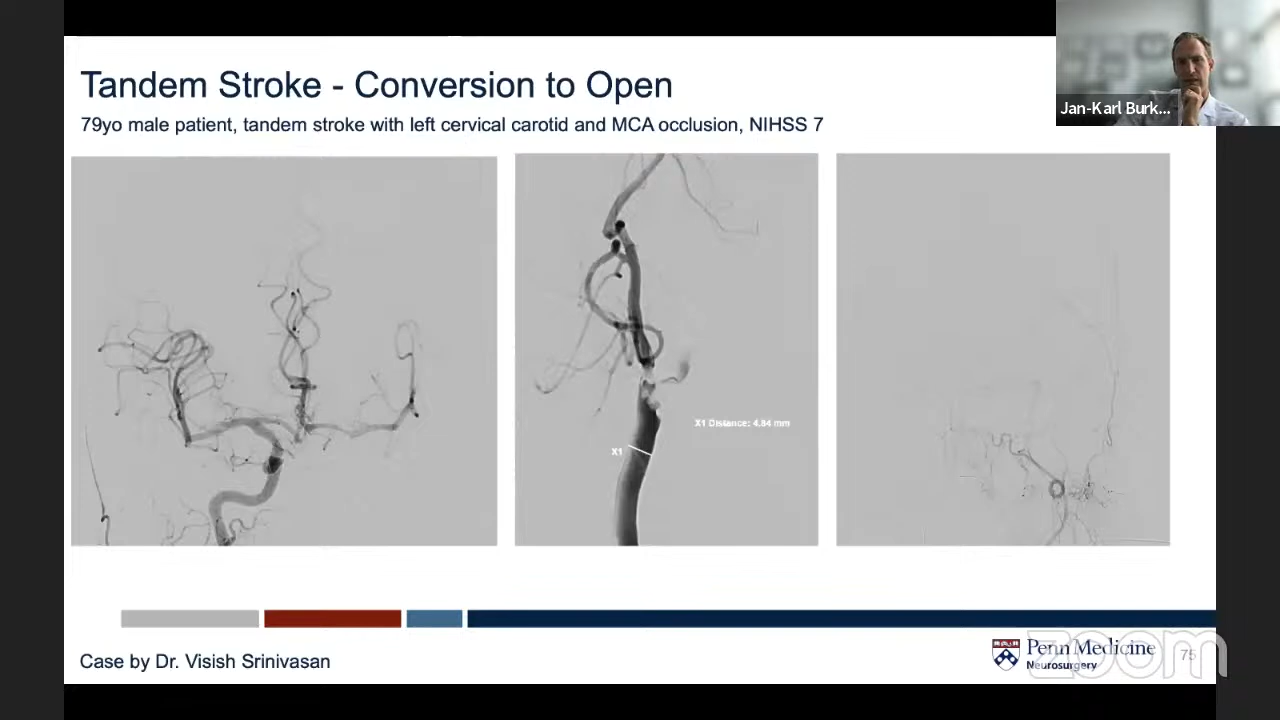 Tandem Stroke - Conversion to Open
79yo male patient, tandem stroke with left cervical carotid and MCA occlusion, NIHSS 7
Jan-Karl Burk...
X1 Distance: 4.84 mm
X1
Case by Dr. Visish Srinivasan
Penn Medicine
Neurosurgery
75
zoom